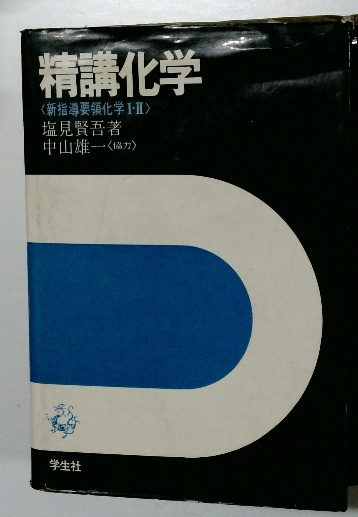 精講化学
〈新指導要領化学I・II〉
塩見賢吾著
中山雄一〈協力〉
学生社